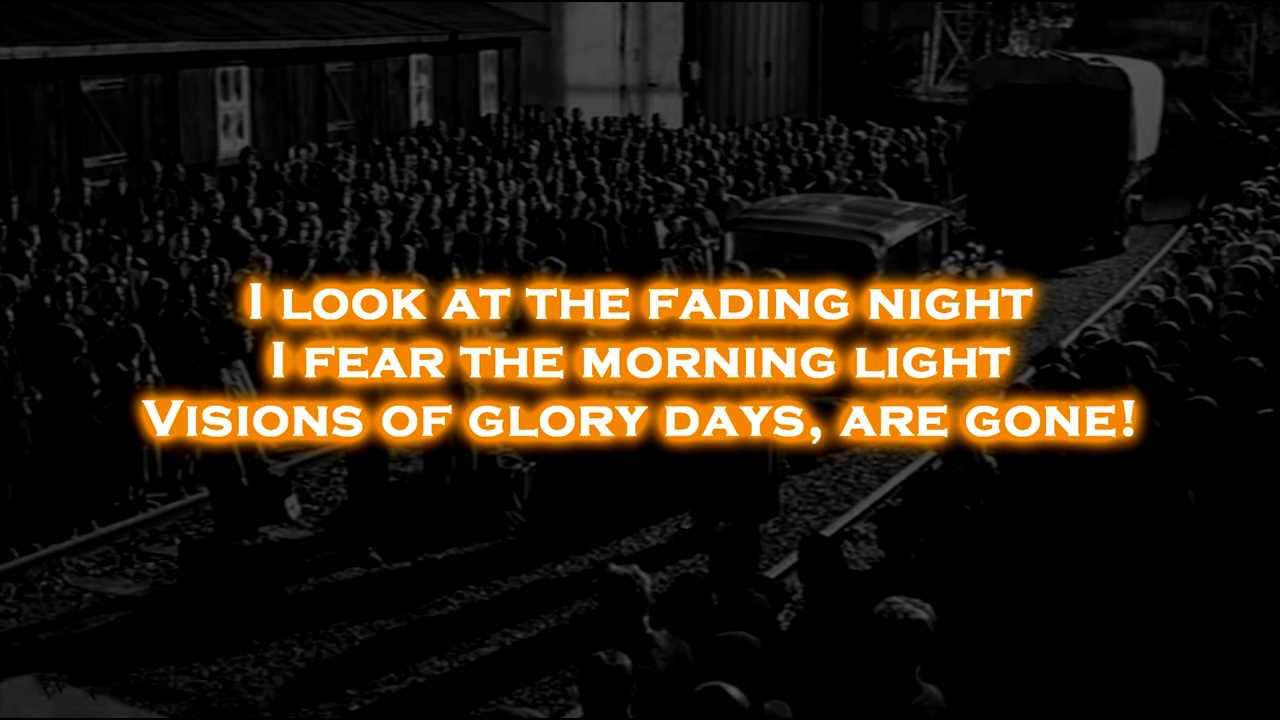 I look at the fading night
I fear the morning light
Visions of glory days, are gone!